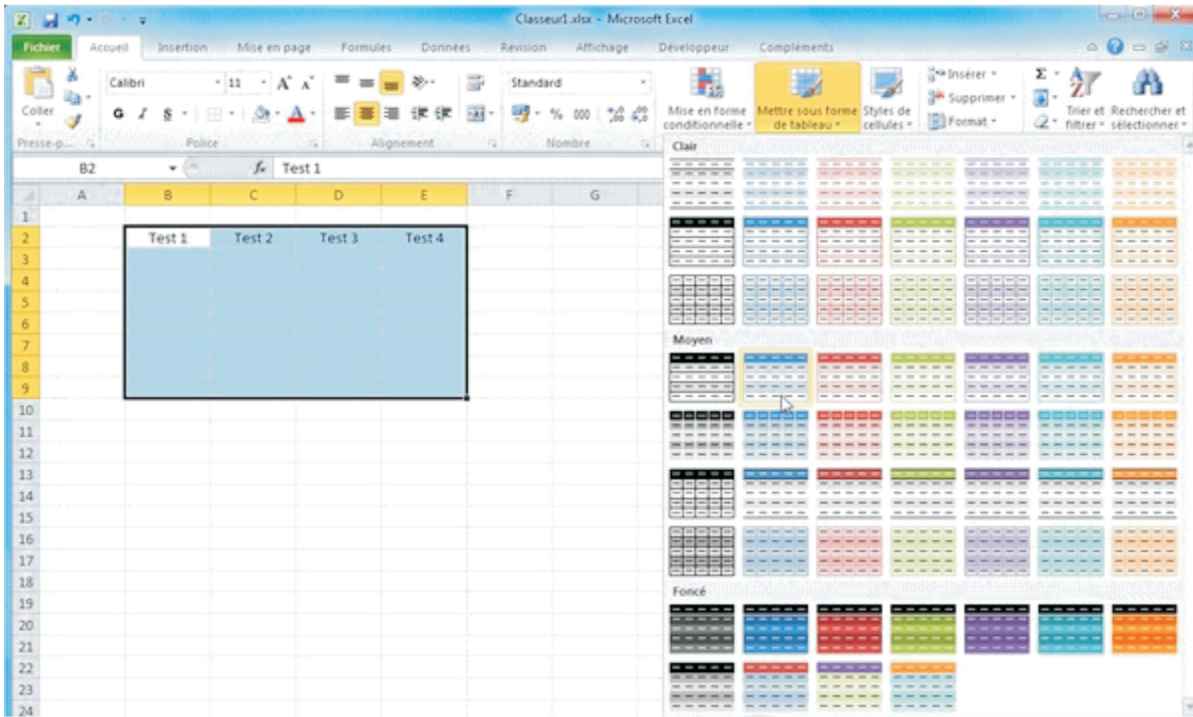 Classeur1.xlsx - Microsoft Excel
Fichier Accueil Insertion Mise en page Formules Données Révision Affichage Développeur Compléments
Coller
Calibri 11
G I S
Standard
% 000
Mise en forme conditionnelle
Mettre sous forme de tableau
Styles de cellules
Insérer
Supprimer
Format
Σ
Trier et filtrer
Rechercher et sélectionner
Presse-p... Police Alignement Nombre
B2 fx Test 1
A B C D E F G
1
2 Test 1 Test 2 Test 3 Test 4
3
4
5
6
7
8
9
10
11
12
13
14
15
16
17
18
19
20
21
22
23
24
Clair
Moyen
Foncé